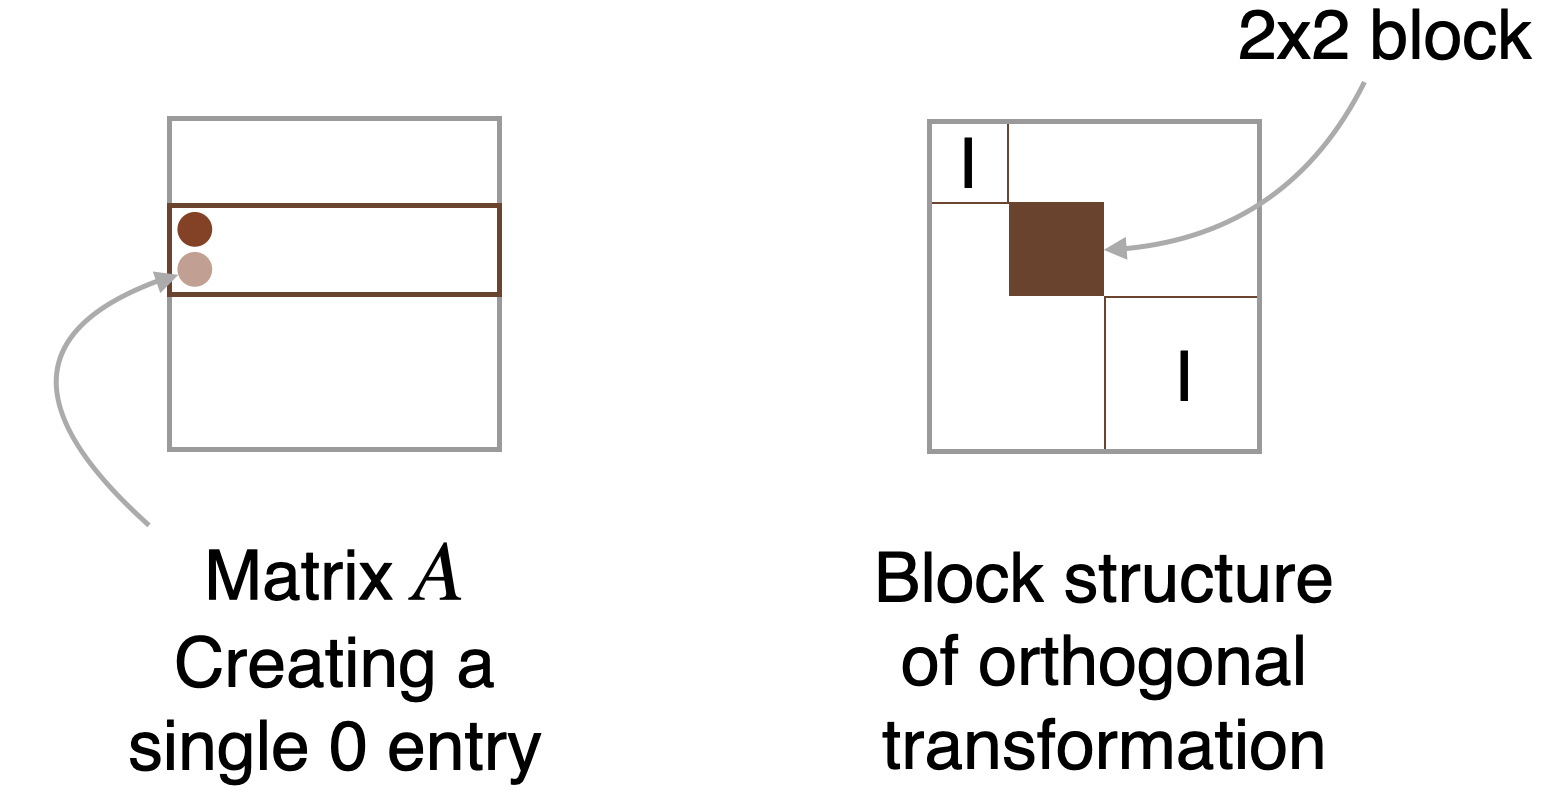 2x2 block
I
I
Matrix A
Creating a
single 0 entry
Block structure
of orthogonal
transformation